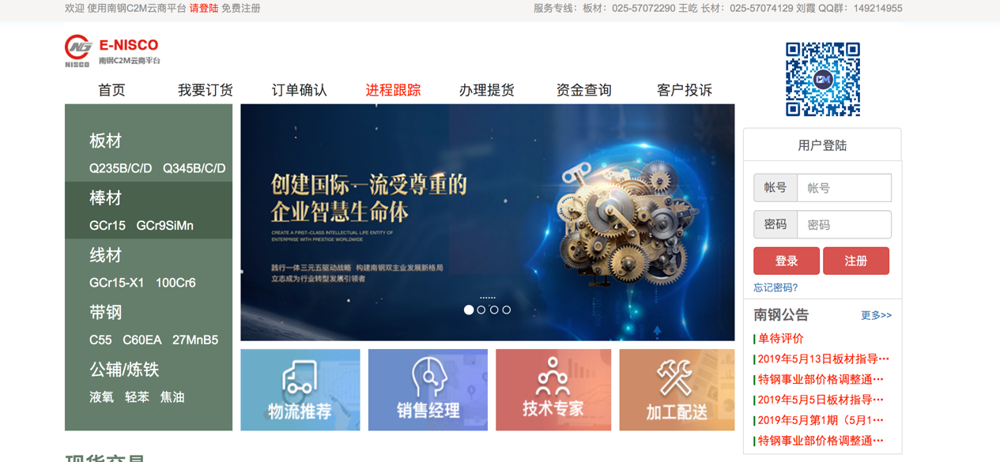 欢迎 使用南钢C2M云商平台 请登陆 免费注册
服务专线：板材：025-57072290 王屹 长材：025-57074129 刘霞 QQ群：149214955
NG
NISCO
E-NISCO
南钢C2M云商平台
CM
首页 我要订货 订单确认 进程跟踪 办理提货 资金查询 客户投诉
板材
Q235B/C/D Q345B/C/D
棒材
GCr15 GCr9SiMn
线材
GCr15-X1 100Cr6
带钢
C55 C60EA 27MnB5
公辅/炼铁
液氧 轻苯 焦油
创建国际一流受尊重的
企业智慧生命体
CREATE A FIRST-CLASS INTELLECTUAL LIFE ENTITY OF
ENTERPRISE WITH PRESTIGE WORLDWIDE
践行一体三元五驱动战略 构建南钢双主业发展新格局
立志成为行业转型发展引领者
......
物流推荐
销售经理
技术专家
加工配送
用户登陆
帐号 帐号
密码 密码
登录 注册
忘记密码?
南钢公告 更多>>
单待评价
2019年5月13日板材指导···
特钢事业部价格调整通···
2019年5月5日板材指导···
2019年5月第1期（5月1···
特钢事业部价格调整通···